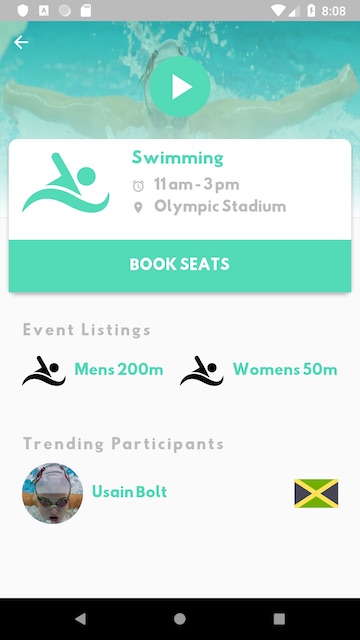 8:08
Swimming
11am - 3pm
Olympic Stadium
BOOK SEATS
Event Listings
Mens 200m
Womens 50m
Trending Participants
Usain Bolt